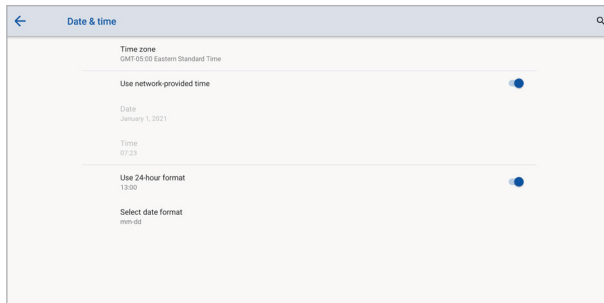 Date & time
Time zone
GMT-05:00 Eastern Standard Time
Use network-provided time
Date
January 1, 2021
Time
07:23
Use 24-hour format
13:00
Select date format
mm-dd